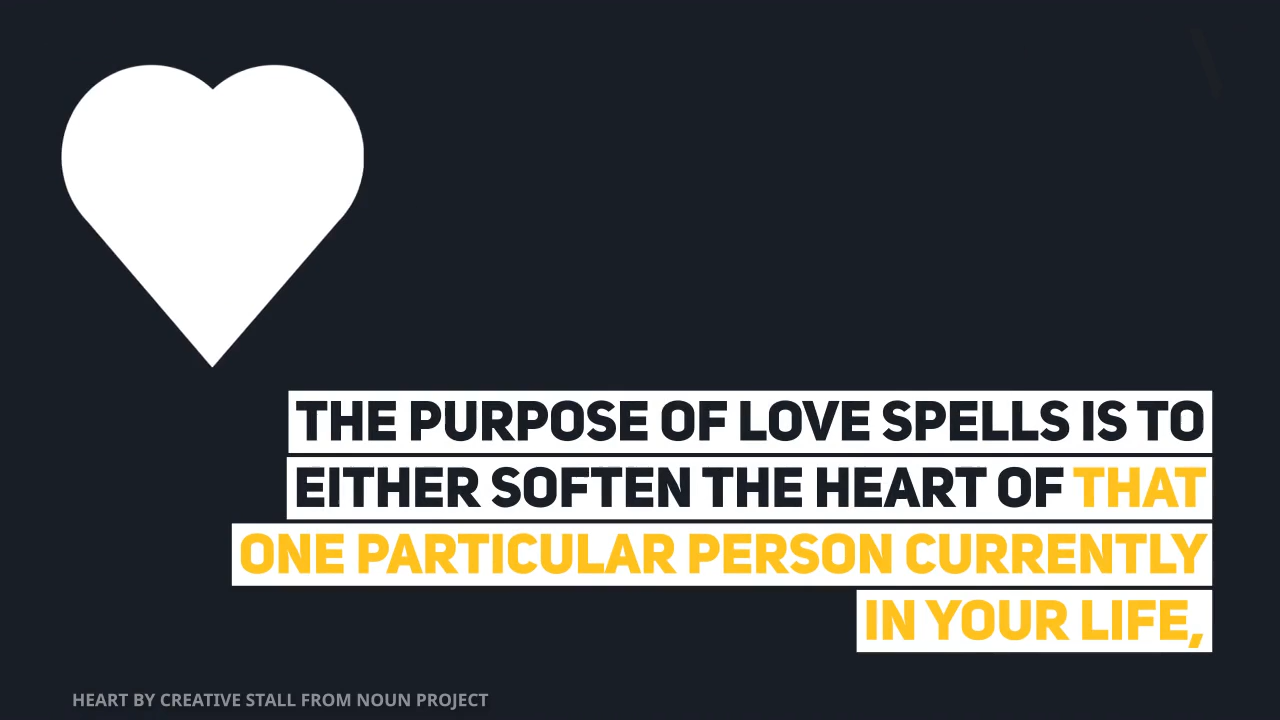 THE PURPOSE OF LOVE SPELLS IS TO
EITHER SOFTEN THE HEART OF THAT
ONE PARTICULAR PERSON CURRENTLY
IN YOUR LIFE,
HEART BY CREATIVE STALL FROM NOUN PROJECT